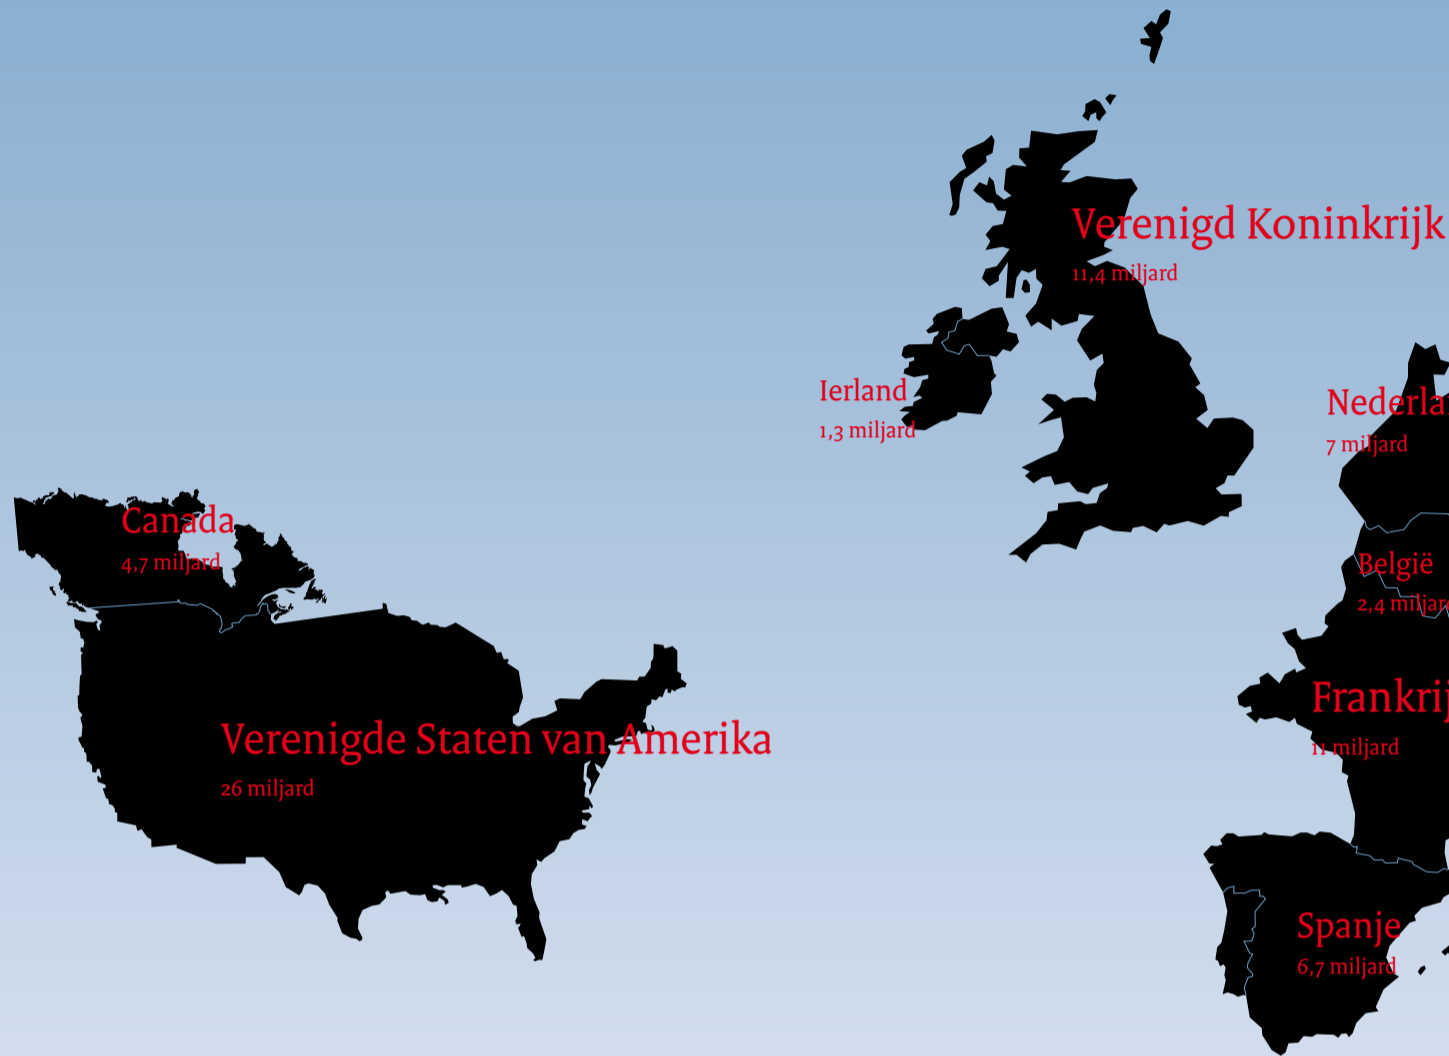 Verenigd Koninkrijk
11,4 miljard
Ierland
1,3 miljard
Nederla
7 miljard
Canada
4,7 miljard
België
2,4 miljard
Frankrij
11 miljard
Verenigde Staten van Amerika
26 miljard
Spanje
6,7 miljard